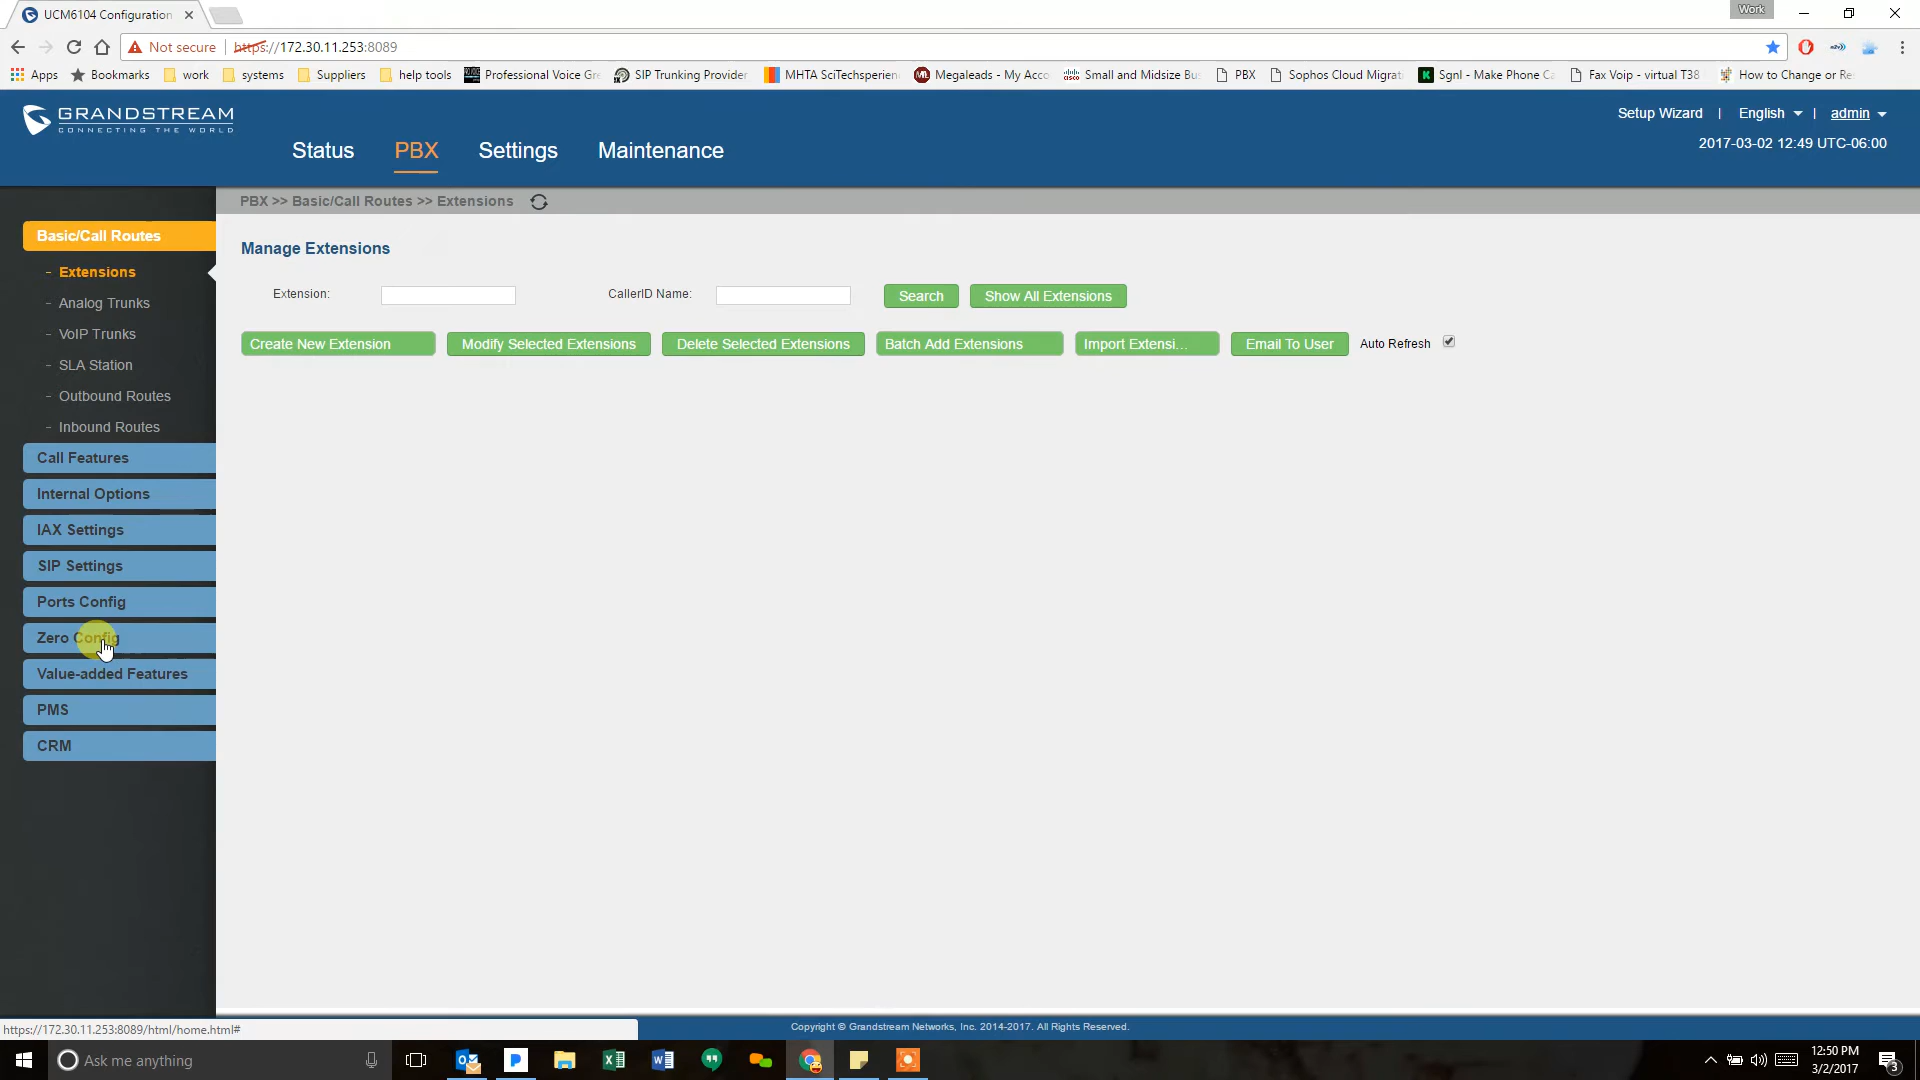 UCM6104 Configuration
Work
Not secure https://172.30.11.253:8089
Apps Bookmarks work systems Suppliers help tools Professional Voice Gr SIP Trunking Provider MHTA SciTechsperien Megaleads - My Acco Small and Midsize Bu PBX Sophos Cloud Migrat Sgnl - Make Phone Ca Fax Voip - virtual T38 How to Change or Re
GRANDSTREAM
CONNECTING THE WORLD
Setup Wizard | English | admin
2017-03-02 12:49 UTC-06:00
Status PBX Settings Maintenance
PBX >> Basic/Call Routes >> Extensions
Basic/Call Routes
- Extensions
- Analog Trunks
- VoIP Trunks
- SLA Station
- Outbound Routes
- Inbound Routes
Call Features
Internal Options
IAX Settings
SIP Settings
Ports Config
Zero Config
Value-added Features
PMS
CRM
Manage Extensions
Extension: CallerID Name: Search Show All Extensions
Create New Extension Modify Selected Extensions Delete Selected Extensions Batch Add Extensions Import Extensi... Email To User Auto Refresh
https://172.30.11.253:8089/html/home.html#
Copyright © Grandstream Networks, Inc. 2014-2017. All Rights Reserved.
Ask me anything
12:50 PM
3/2/2017
3